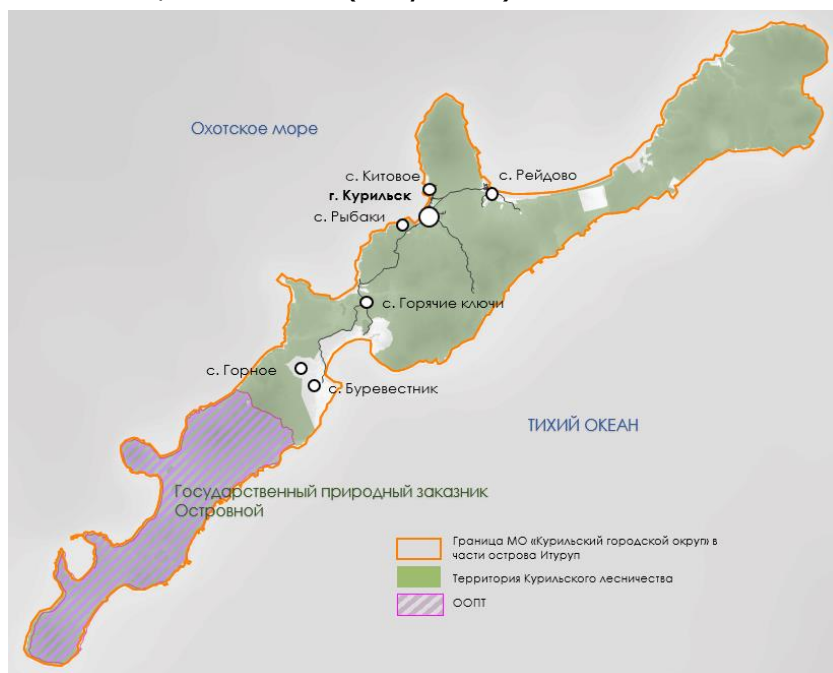 Охотское море
с. Китовое
с. Рейдово
г. Курильск
с. Рыбаки
с. Горячие ключи
с. Горное
с. Буревестник
ТИХИЙ ОКЕАН
Государственный природный заказник
Островной
Граница МО «Курильский городской округ» в
части острова Итуруп
Территория Курильского лесничества
ООПТ